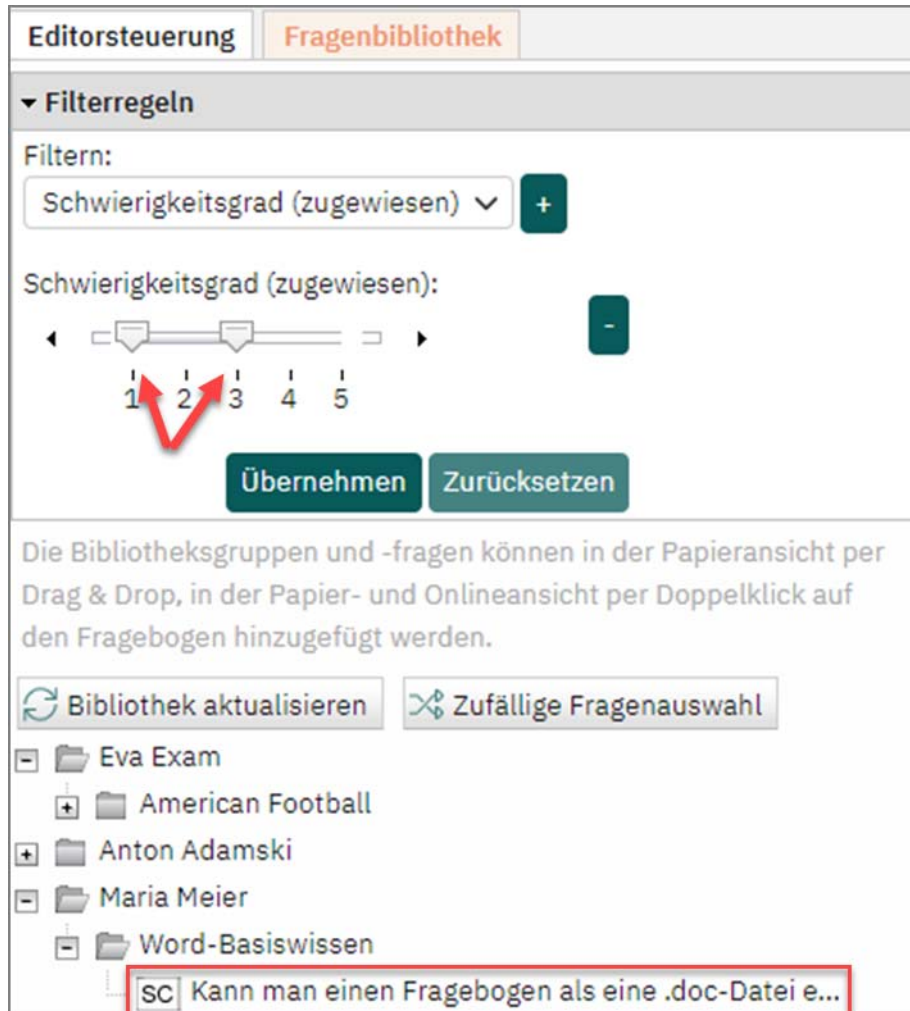 Editorsteuerung Fragenbibliothek
Filterregeln
Filtern:
Schwierigkeitsgrad (zugewiesen) +
Schwierigkeitsgrad (zugewiesen):
-
1 2 3 4 5
Übernehmen Zurücksetzen
Die Bibliotheksgruppen und -fragen können in der Papieransicht per
Drag & Drop, in der Papier- und Onlineansicht per Doppelklick auf
den Fragebogen hinzugefügt werden.
Bibliothek aktualisieren Zufällige Fragenauswahl
Eva Exam
American Football
Anton Adamski
Maria Meier
Word-Basiswissen
SC Kann man einen Fragebogen als eine .doc-Datei e...